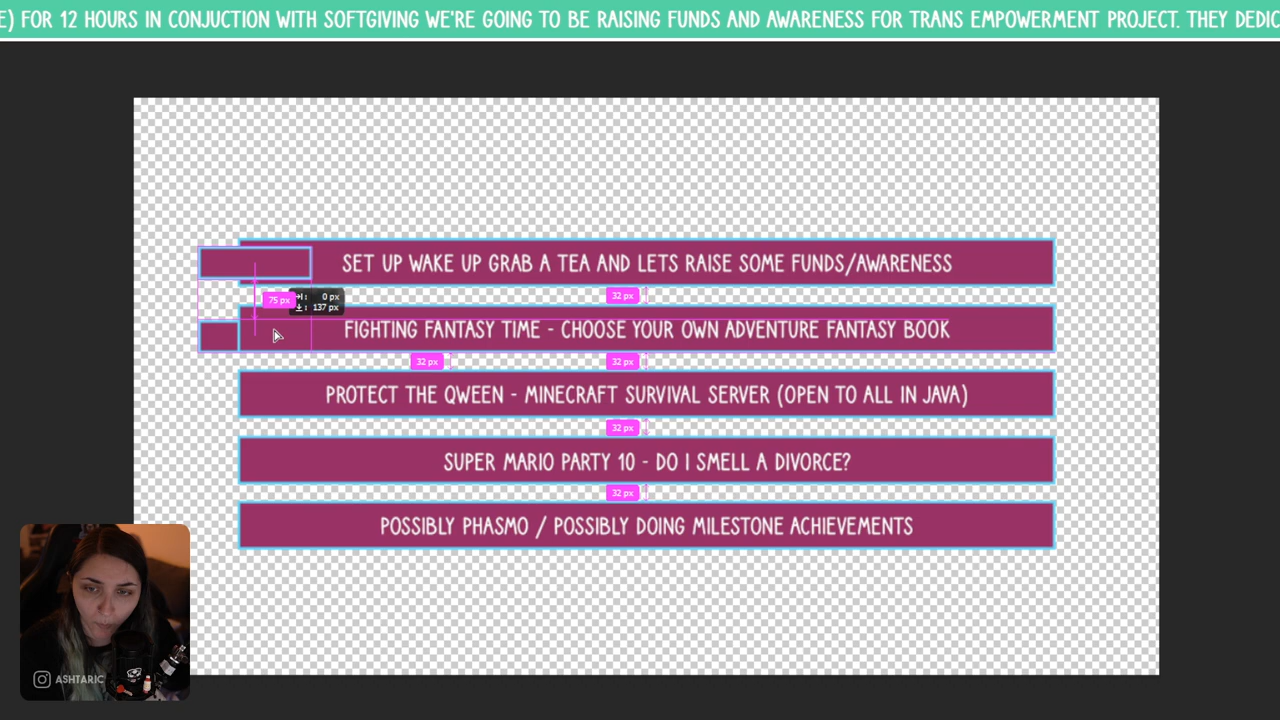 E) FOR 12 HOURS IN CONJUCTION WITH SOFTGIVING WE'RE GOING TO BE RAISING FUNDS AND AWARENESS FOR TRANS EMPOWERMENT PROJECT. THEY DEDIC
SET UP WAKE UP GRAB A TEA AND LETS RAISE SOME FUNDS/AWARENESS
75 px
0 px
137 px
32 px
FIGHTING FANTASY TIME - CHOOSE YOUR OWN ADVENTURE FANTASY BOOK
32 px
32 px
PROTECT THE QWEEN - MINECRAFT SURVIVAL SERVER (OPEN TO ALL IN JAVA)
32 px
SUPER MARIO PARTY 10 - DO I SMELL A DIVORCE?
32 px
POSSIBLY PHASMO / POSSIBLY DOING MILESTONE ACHIEVEMENTS
ASHTARIC